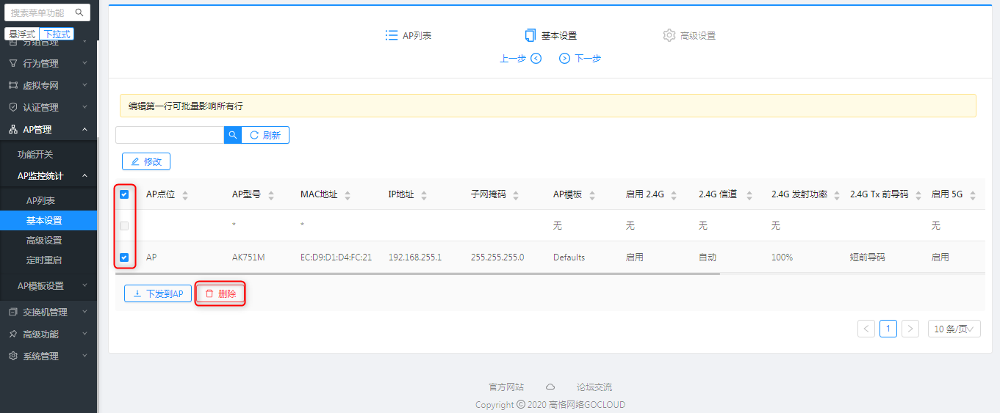 搜索菜单功能
悬浮式 下拉式
分组管理
行为管理
虚拟专网
认证管理
AP管理
功能开关
AP监控统计
AP列表
基本设置
高级设置
定时重启
AP模板设置
交换机管理
高级功能
系统管理
AP列表 基本设置 高级设置
上一步 下一步
编辑第一行可批量影响所有行
刷新
修改
AP点位 AP型号 MAC地址 IP地址 子网掩码 AP模板 启用 2.4G 2.4G 信道 2.4G 发射功率 2.4G Tx 前导码 启用 5G
* * 无 无 无 无 无
AP AK751M EC:D9:D1:D4:FC:21 192.168.255.1 255.255.255.0 Defaults 启用 自动 100% 短前导码 启用
下发到AP 删除
1 10 条/页
官方网站 论坛交流
Copyright © 2020 高恪网络GOCLOUD